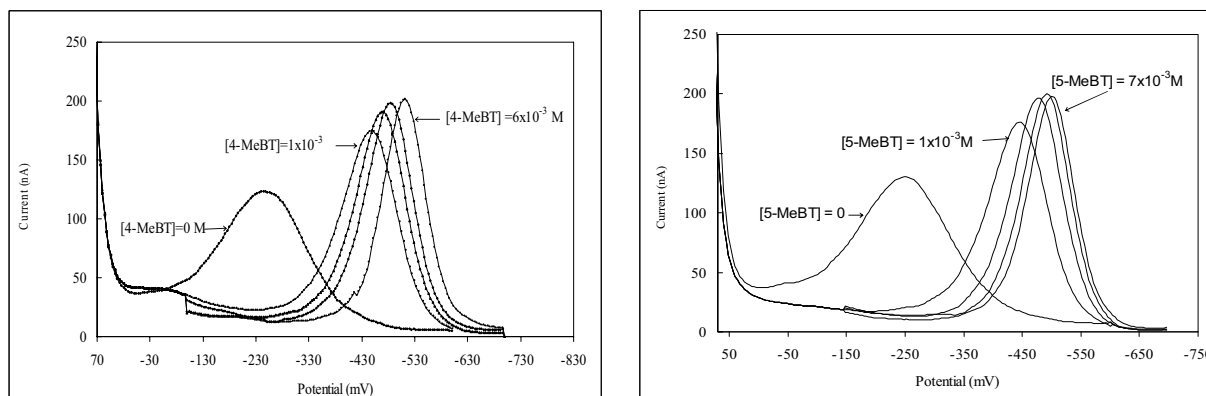 250
200
150
100
50
0
Current (nA)
[4-MeBT] =6x10⁻³ M
[4-MeBT]=1x10⁻³
[4-MeBT]=0 M
70 -30 -130 -230 -330 -430 -530 -630 -730 -830
Potential (mV)
250
200
150
100
50
0
Current (nA)
[5-MeBT] = 7x10⁻³M
[5-MeBT] = 1x10⁻³M
[5-MeBT] = 0
50 -50 -150 -250 -350 -450 -550 -650 -750
Potential (mV)